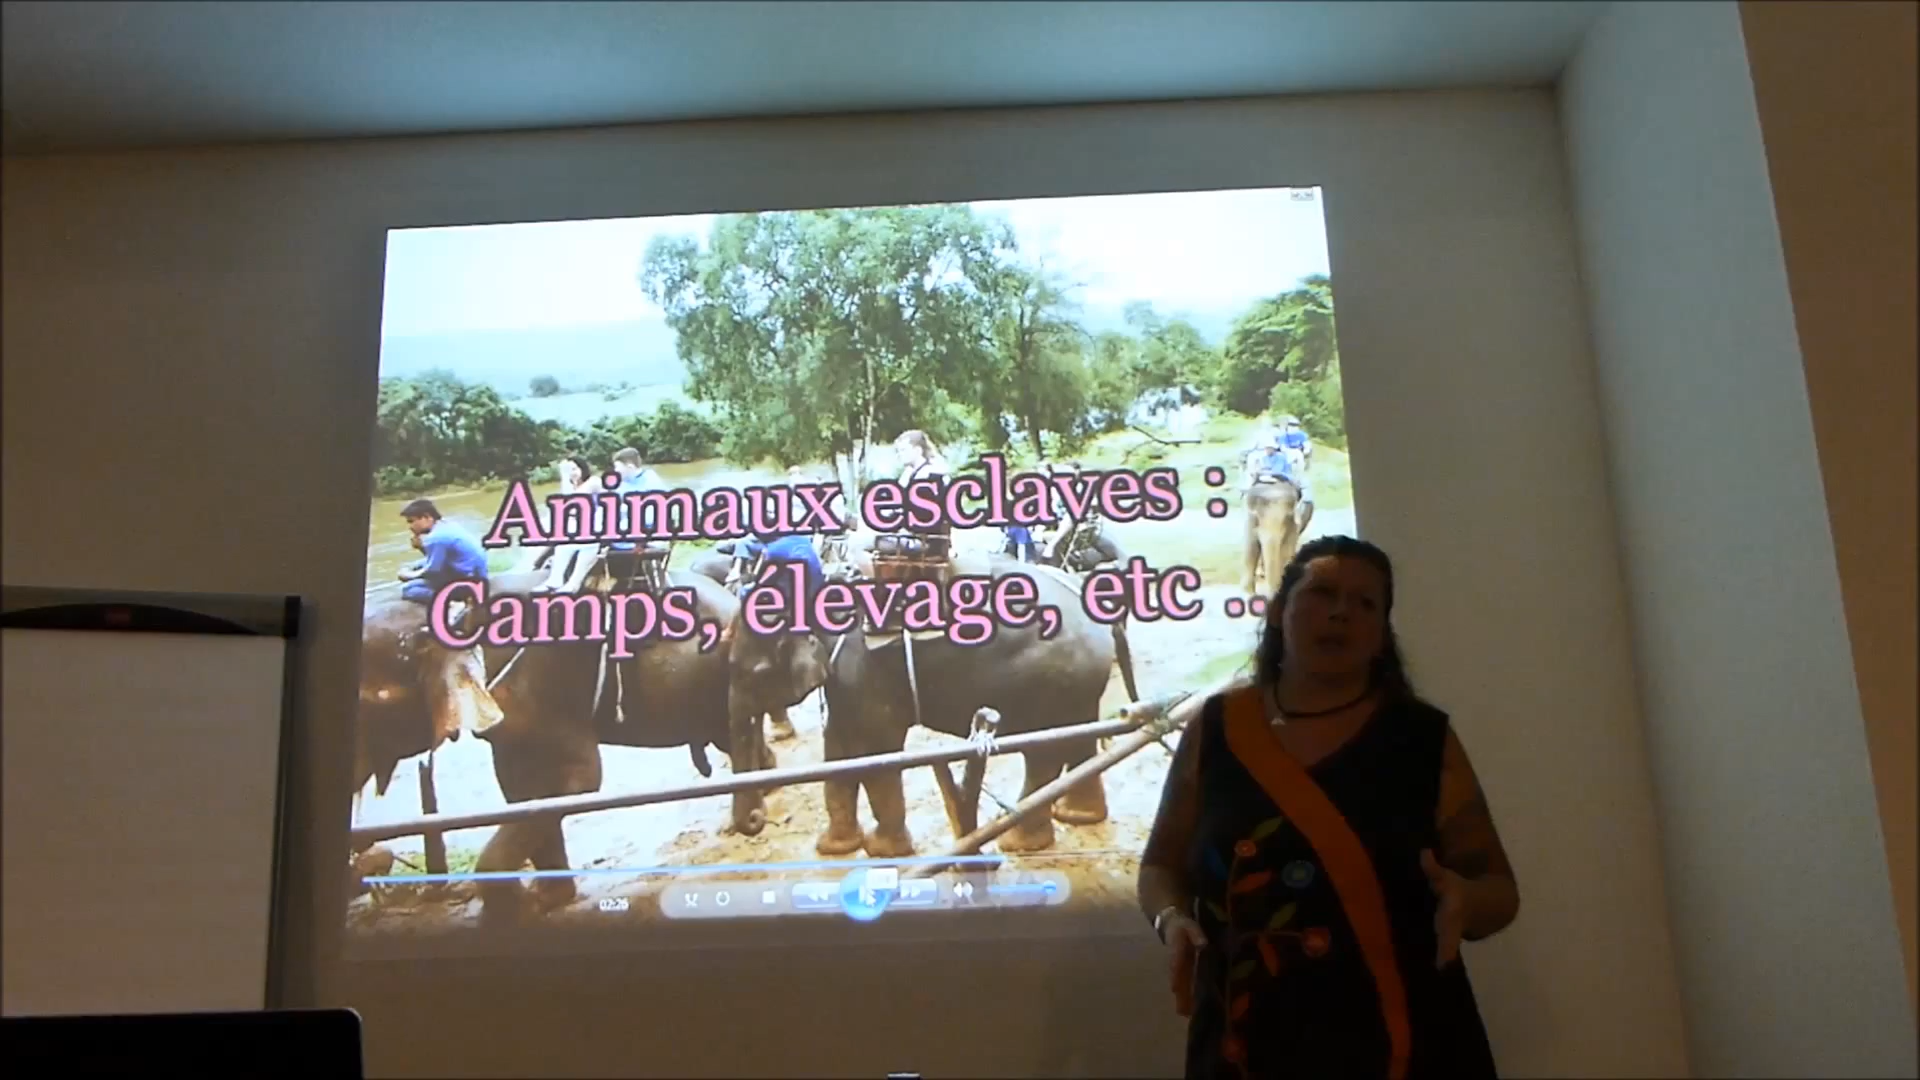 Animaux esclaves :
Camps, élevage, etc ..
02:26